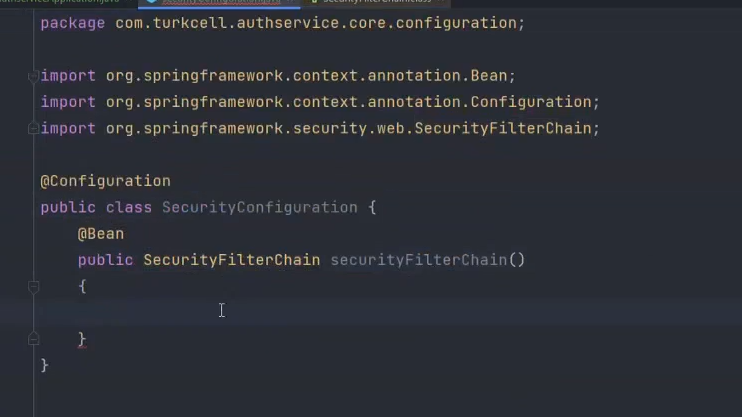 package com.turkcell.authservice.core.configuration;
import org.springframework.context.annotation.Bean;
import org.springframework.context.annotation.Configuration;
import org.springframework.security.web.SecurityFilterChain;
@Configuration
public class SecurityConfiguration {
@Bean
public SecurityFilterChain securityFilterChain()
{
}
}